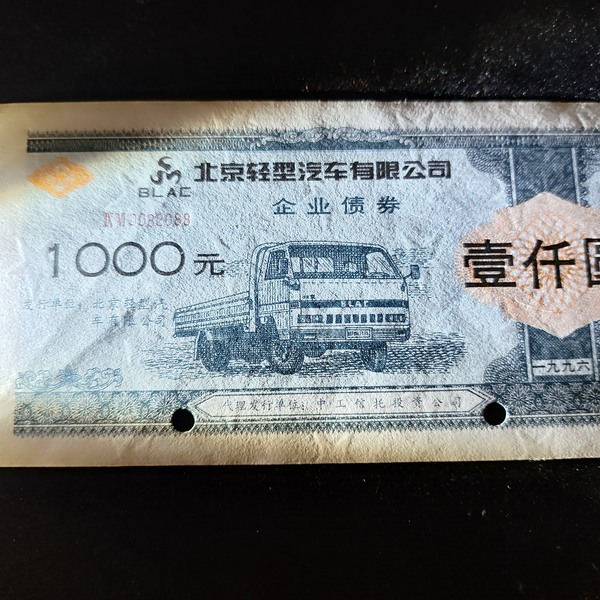 BLAC
北京轻型汽车有限公司
企业债券
1000元
壹仟圆
发行单位：北京轻型汽
车有限公司
BLAC
一九九六
代理发行单位：中工信托投资公司